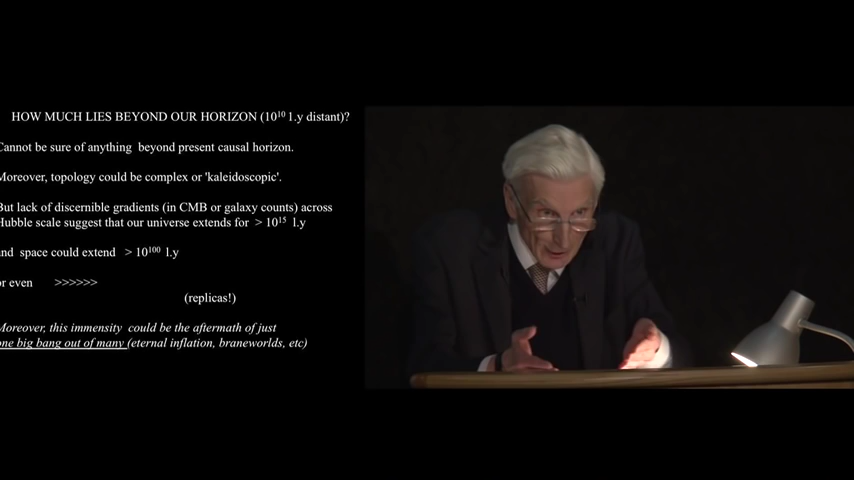 HOW MUCH LIES BEYOND OUR HORIZON (10¹⁰ l.y distant)?
Cannot be sure of anything beyond present causal horizon.
Moreover, topology could be complex or 'kaleidoscopic'.
But lack of discernible gradients (in CMB or galaxy counts) across
Hubble scale suggest that our universe extends for > 10¹⁵ l.y
and space could extend > 10¹⁰⁰ l.y
or even >>>>>>
(replicas!)
Moreover, this immensity could be the aftermath of just
one big bang out of many (eternal inflation, braneworlds, etc)